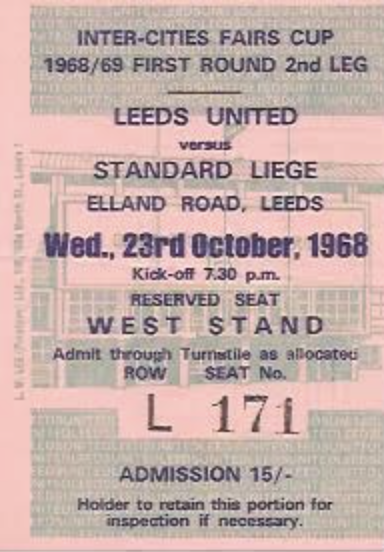 INTER-CITIES FAIRS CUP
1968/69 FIRST ROUND 2nd LEG
LEEDS UNITED
versus
STANDARD LIEGE
ELLAND ROAD, LEEDS
Wed., 23rd October, 1968
Kick-off 7.30 p.m.
RESERVED SEAT
WEST STAND
Admit through Turnstile as allocated
ROW SEAT No.
L 171
ADMISSION 15/-
Holder to retain this portion for
inspection if necessary.